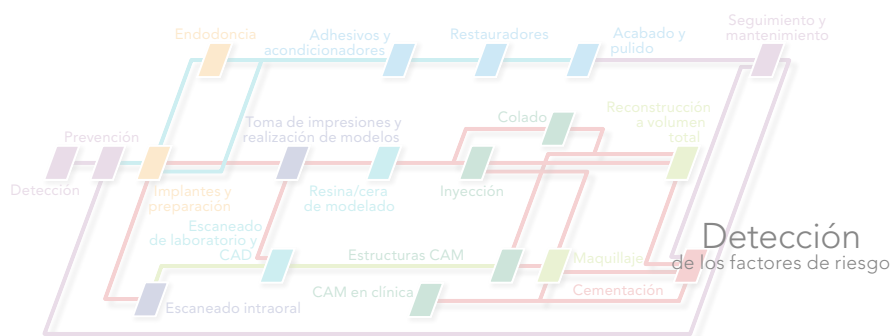 Seguimiento y
mantenimiento
Endodoncia
Adhesivos y
acondicionadores
Restauradores
Acabado y
pulido
Colado
Reconstrucción
a volumen
total
Toma de impresiones y
realización de modelos
Prevención
Detección
Implantes y
preparación
Resina/cera
de modelado
Inyección
Escaneado
de laboratorio y
CAD
Estructuras CAM
Maquillaje
Detección
de los factores de riesgo
CAM en clínica
Cementación
Escaneado intraoral